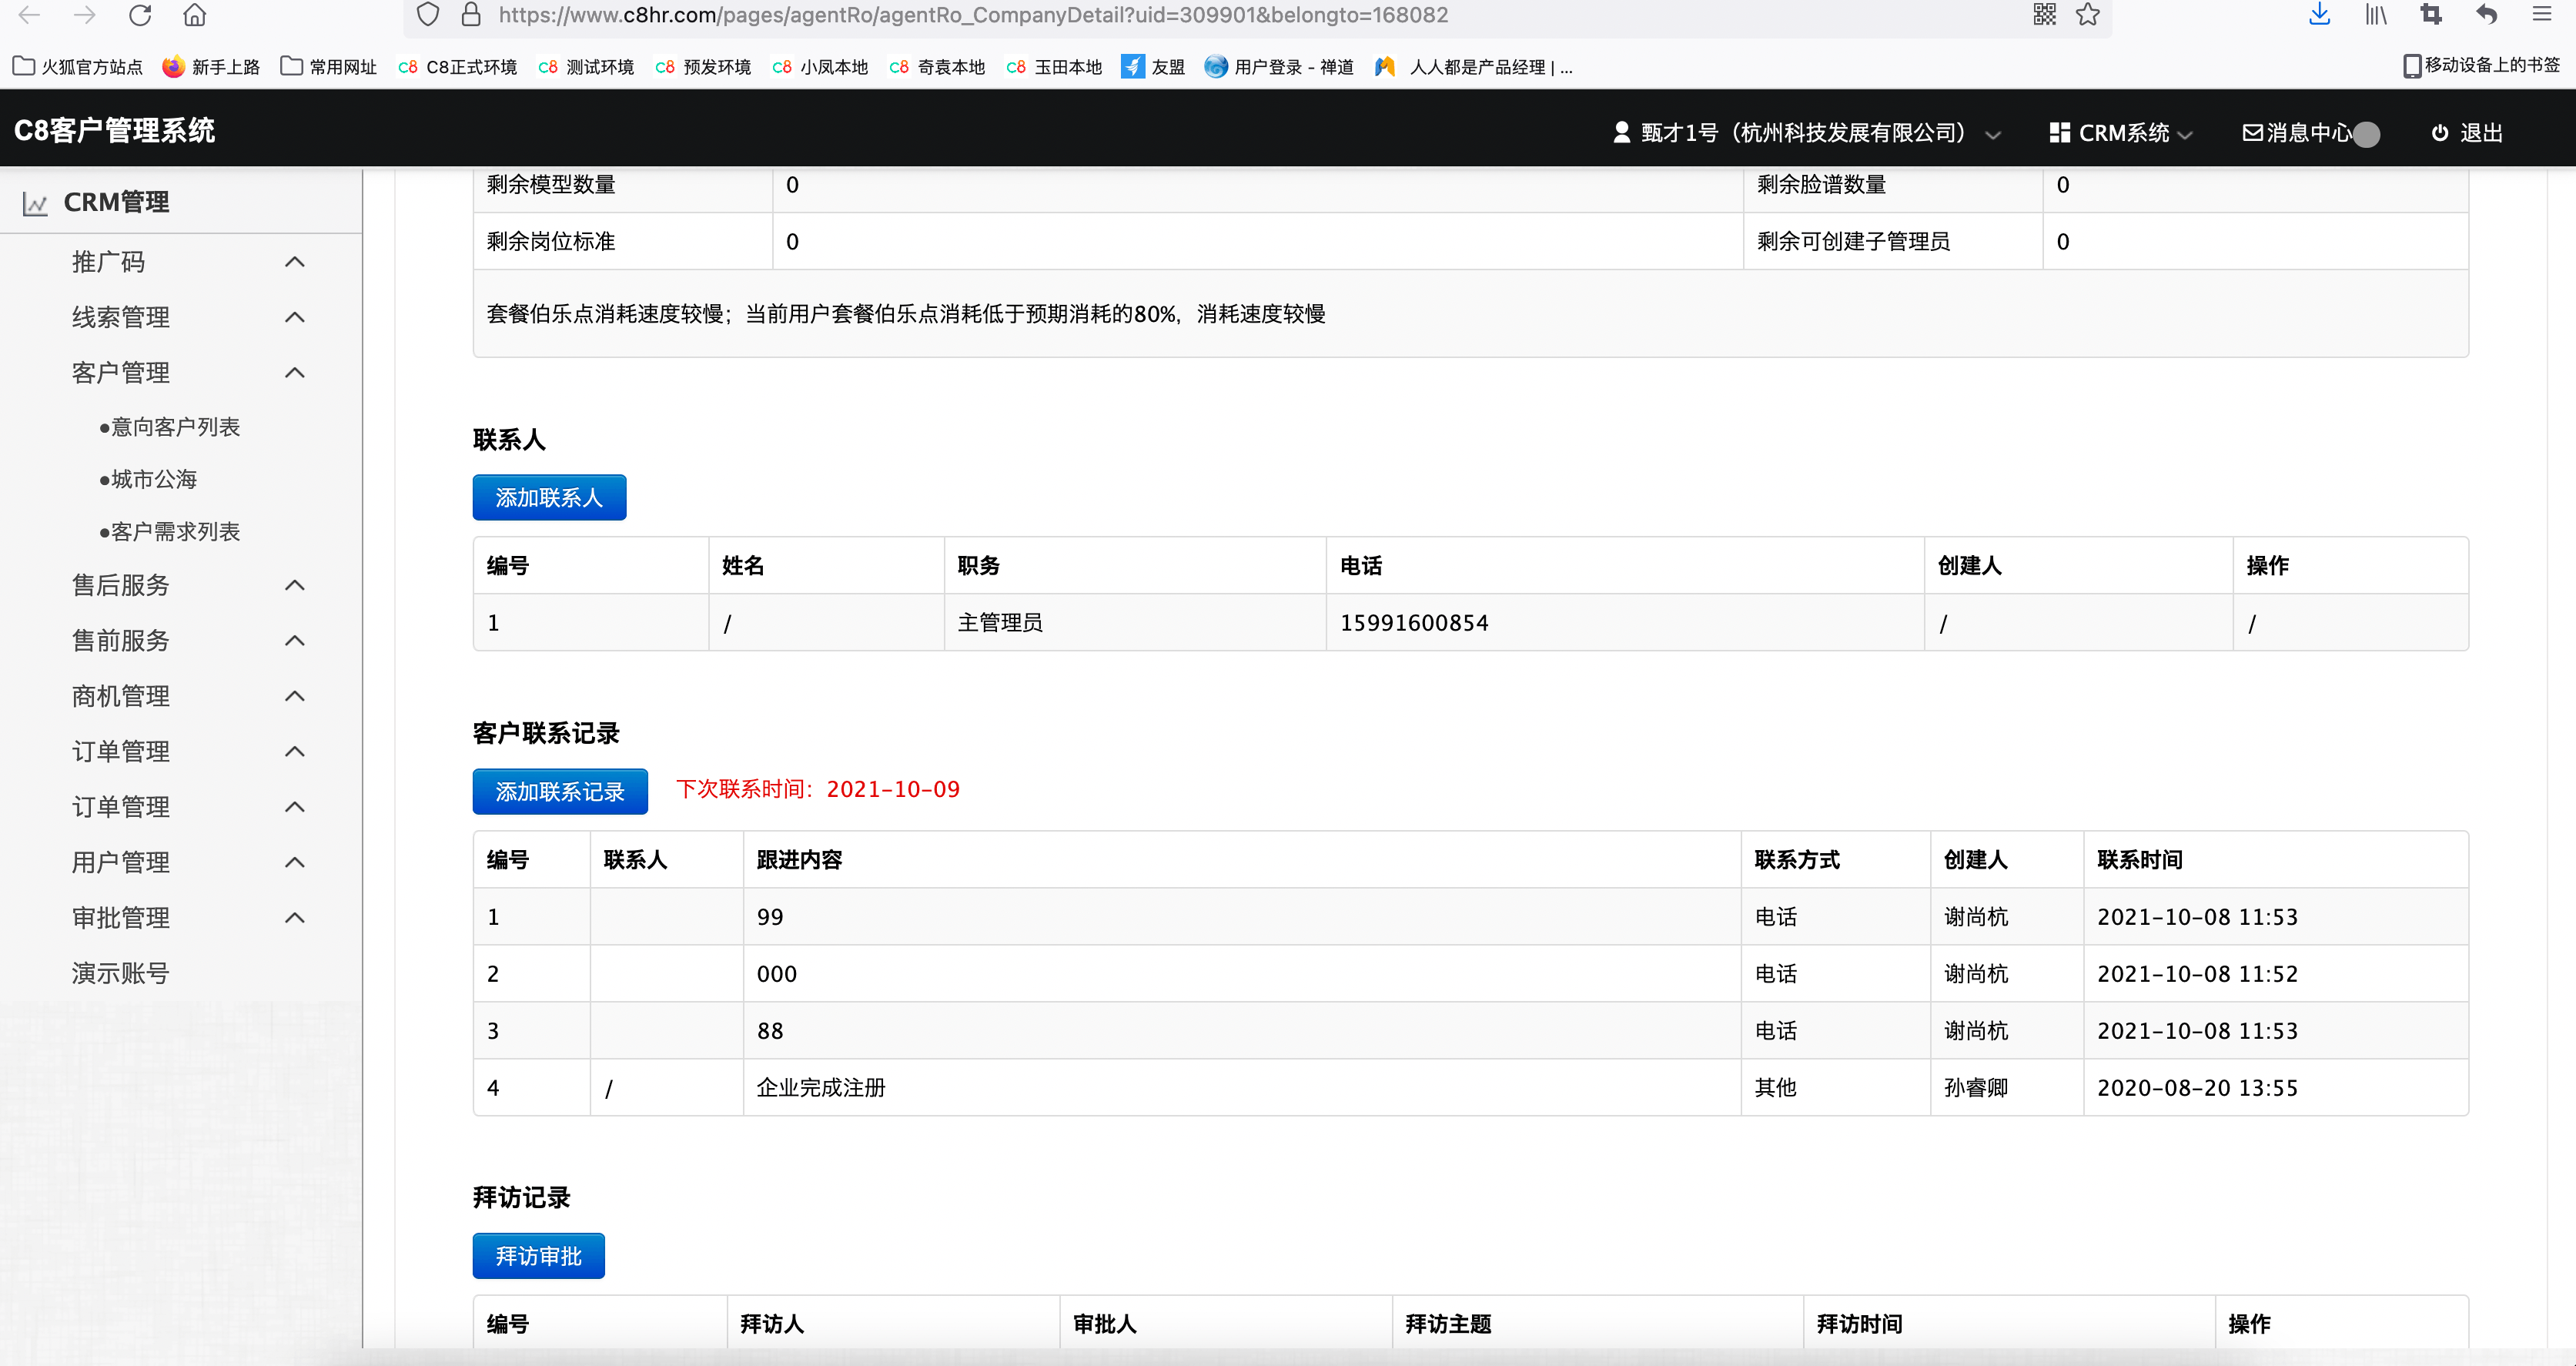 https://www.c8hr.com/pages/agentRo/agentRo_CompanyDetail?uid=309901&belongto=168082
火狐官方站点 新手上路 常用网址 C8 C8正式环境 C8 测试环境 C8 预发环境 C8 小凤本地 C8 奇袁本地 C8 玉田本地 友盟 用户登录 - 禅道 人人都是产品经理 | ... 移动设备上的书签
C8客户管理系统 甄才1号（杭州科技发展有限公司） CRM系统 消息中心 退出
CRM管理
推广码
线索管理
客户管理
●意向客户列表
●城市公海
●客户需求列表
售后服务
售前服务
商机管理
订单管理
订单管理
用户管理
审批管理
演示账号
剩余模型数量 0 剩余脸谱数量 0
剩余岗位标准 0 剩余可创建子管理员 0
套餐伯乐点消耗速度较慢；当前用户套餐伯乐点消耗低于预期消耗的80%，消耗速度较慢
联系人
添加联系人
编号 姓名 职务 电话 创建人 操作
1 / 主管理员 15991600854 / /
客户联系记录
添加联系记录 下次联系时间：2021-10-09
编号 联系人 跟进内容 联系方式 创建人 联系时间
1 99 电话 谢尚杭 2021-10-08 11:53
2 000 电话 谢尚杭 2021-10-08 11:52
3 88 电话 谢尚杭 2021-10-08 11:53
4 / 企业完成注册 其他 孙睿卿 2020-08-20 13:55
拜访记录
拜访审批
编号 拜访人 审批人 拜访主题 拜访时间 操作